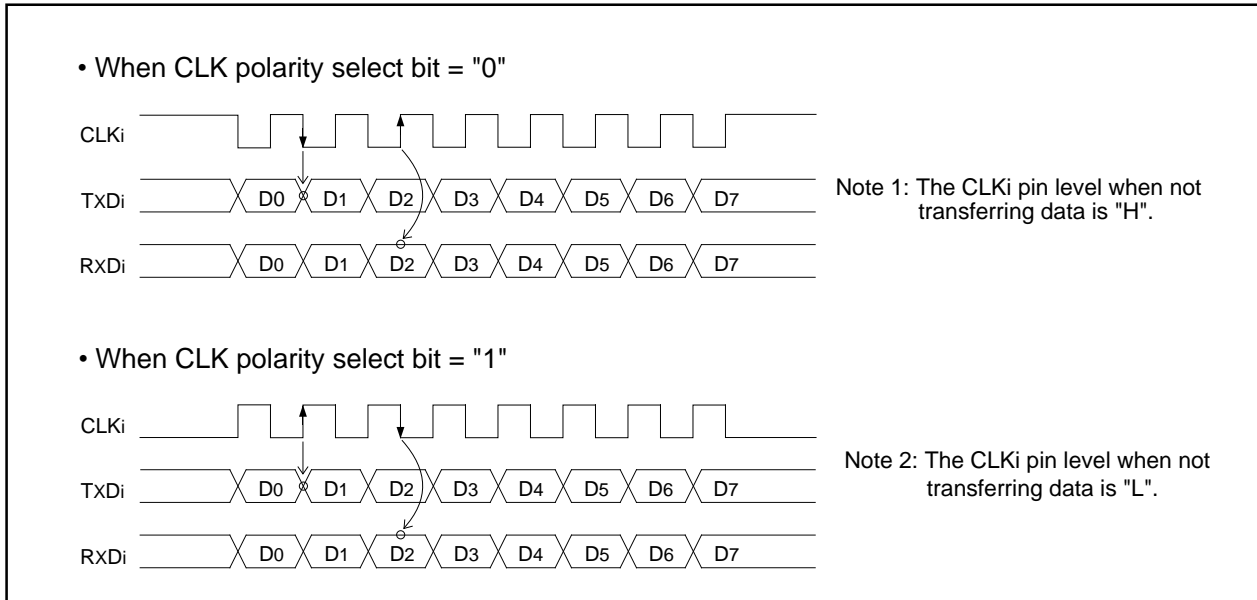 • When CLK polarity select bit = "0"
CLKi
TXDi D0 D1 D2 D3 D4 D5 D6 D7
RXDi D0 D1 D2 D3 D4 D5 D6 D7
Note 1: The CLKi pin level when not
transferring data is "H".
• When CLK polarity select bit = "1"
CLKi
TXDi D0 D1 D2 D3 D4 D5 D6 D7
RXDi D0 D1 D2 D3 D4 D5 D6 D7
Note 2: The CLKi pin level when not
transferring data is "L".